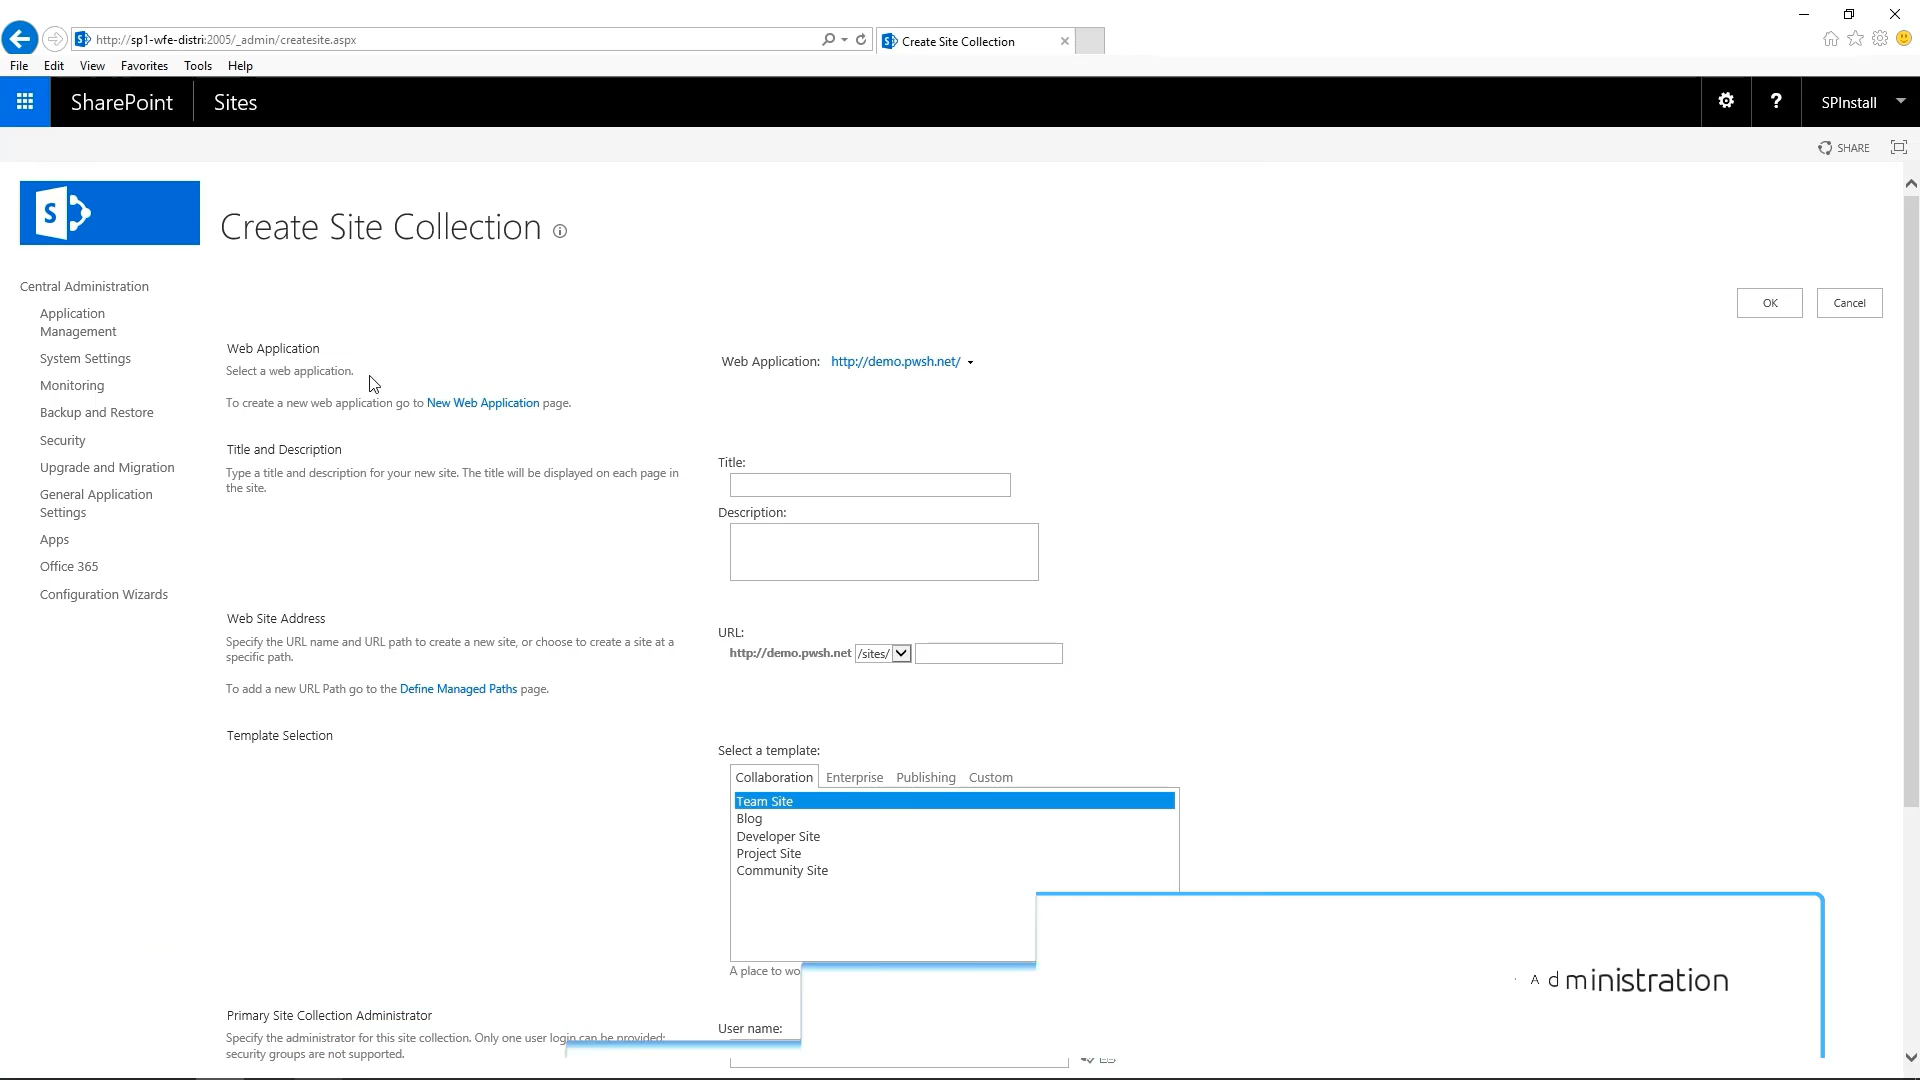 http://sp1-wfe-distri:2005/_admin/createsite.aspx
Create Site Collection
File Edit View Favorites Tools Help
SharePoint Sites
? SPInstall
SHARE
S
Create Site Collection
Central Administration
Application
Management
System Settings
Monitoring
Backup and Restore
Security
Upgrade and Migration
General Application
Settings
Apps
Office 365
Configuration Wizards
OK Cancel
Web Application
Select a web application.
To create a new web application go to New Web Application page.
Web Application: http://demo.pwsh.net/
Title and Description
Type a title and description for your new site. The title will be displayed on each page in
the site.
Title:
Description:
Web Site Address
Specify the URL name and URL path to create a new site, or choose to create a site at a
specific path.
To add a new URL Path go to the Define Managed Paths page.
URL:
http://demo.pwsh.net /sites/
Template Selection
Select a template:
Collaboration Enterprise Publishing Custom
Team Site
Blog
Developer Site
Project Site
Community Site
A place to wo
Administration
Primary Site Collection Administrator
Specify the administrator for this site collection. Only one user login can be provided;
security groups are not supported.
User name: